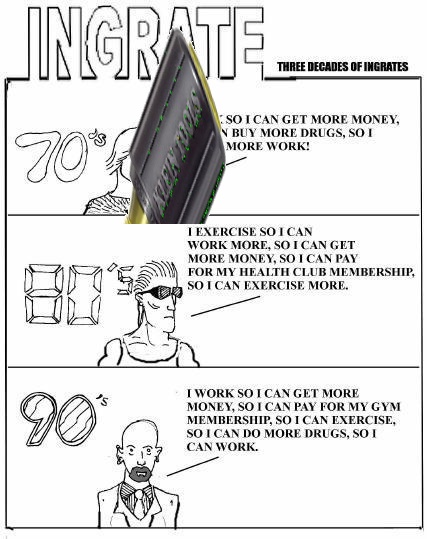 INGRATE
THREE DECADES OF INGRATES
70's
SO I CAN GET MORE MONEY,
BUY MORE DRUGS, SO I
MORE WORK!
80's
I EXERCISE SO I CAN
WORK MORE, SO I CAN GET
MORE MONEY, SO I CAN PAY
FOR MY HEALTH CLUB MEMBERSHIP,
SO I CAN EXERCISE MORE.
90's
I WORK SO I CAN GET MORE
MONEY, SO I CAN PAY FOR MY GYM
MEMBERSHIP, SO I CAN EXERCISE,
SO I CAN DO MORE DRUGS, SO I
CAN WORK.